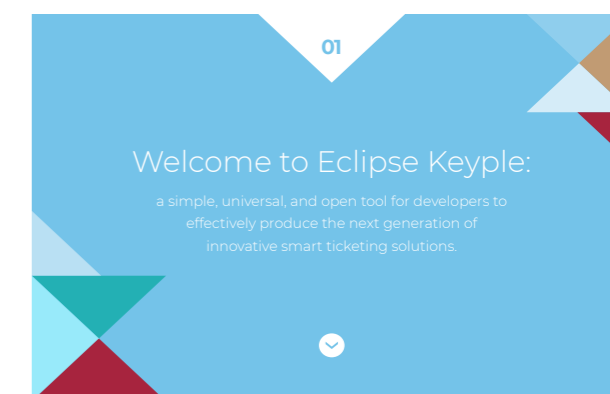 01
Welcome to Eclipse Keyple:
a simple, universal, and open tool for developers to
effectively produce the next generation of
innovative smart ticketing solutions.